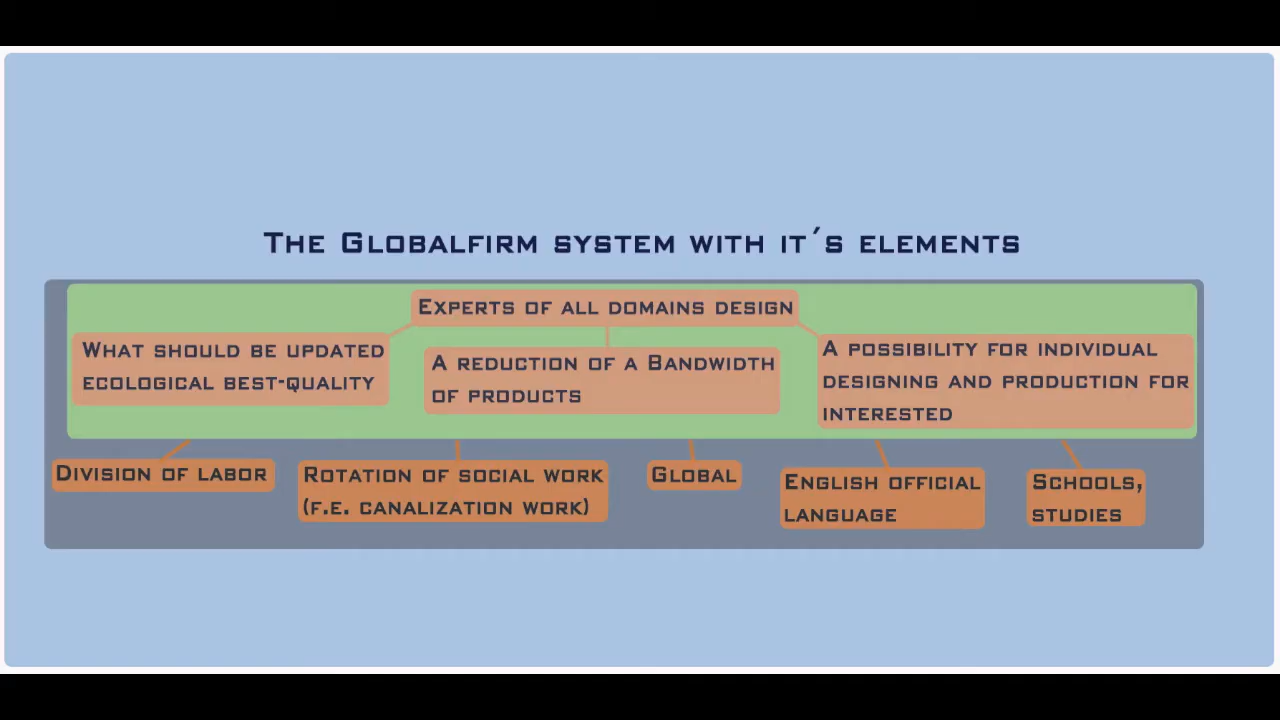 The Globalfirm system with it´s elements
Experts of all domains design
What should be updated
ecological best-quality
A reduction of a Bandwidth
of products
A possibility for individual
designing and production for
interested
Division of labor
Rotation of social work
(f.e. canalization work)
Global
English official
language
Schools,
studies